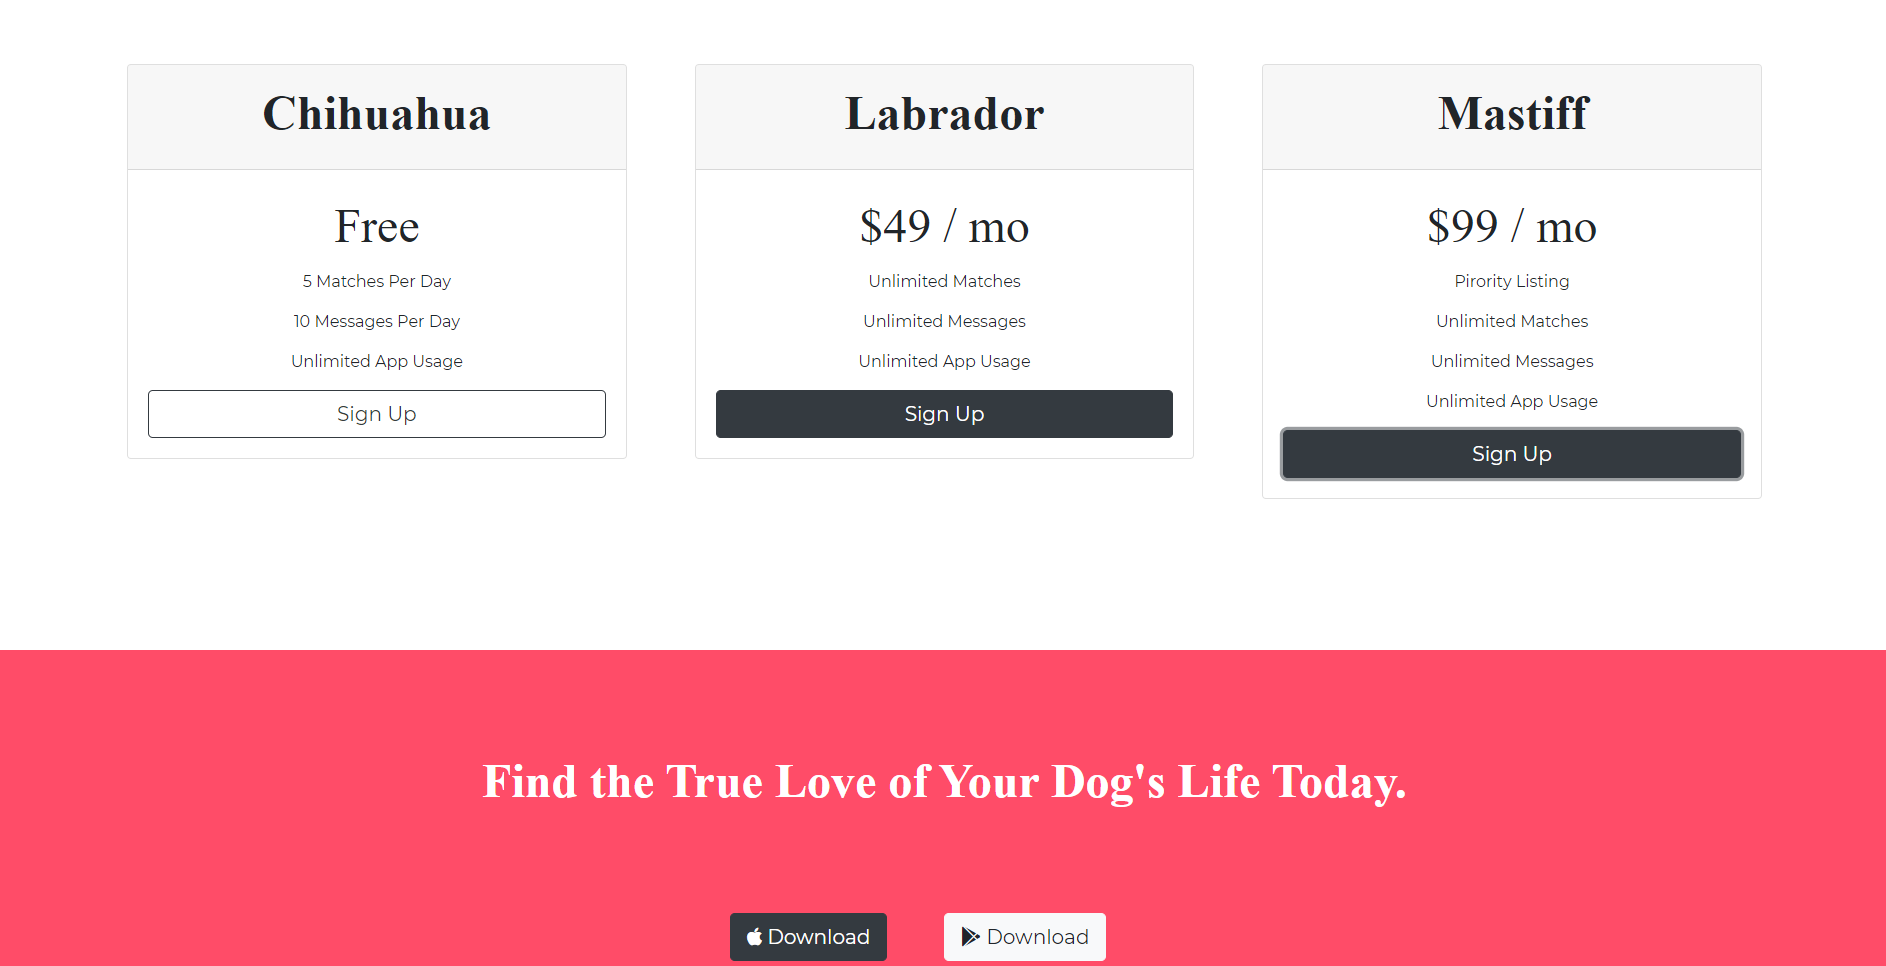 Chihuahua
Free
5 Matches Per Day
10 Messages Per Day
Unlimited App Usage
Sign Up
Labrador
$49 / mo
Unlimited Matches
Unlimited Messages
Unlimited App Usage
Sign Up
Mastiff
$99 / mo
Pirority Listing
Unlimited Matches
Unlimited Messages
Unlimited App Usage
Sign Up
Find the True Love of Your Dog's Life Today.
Download
Download